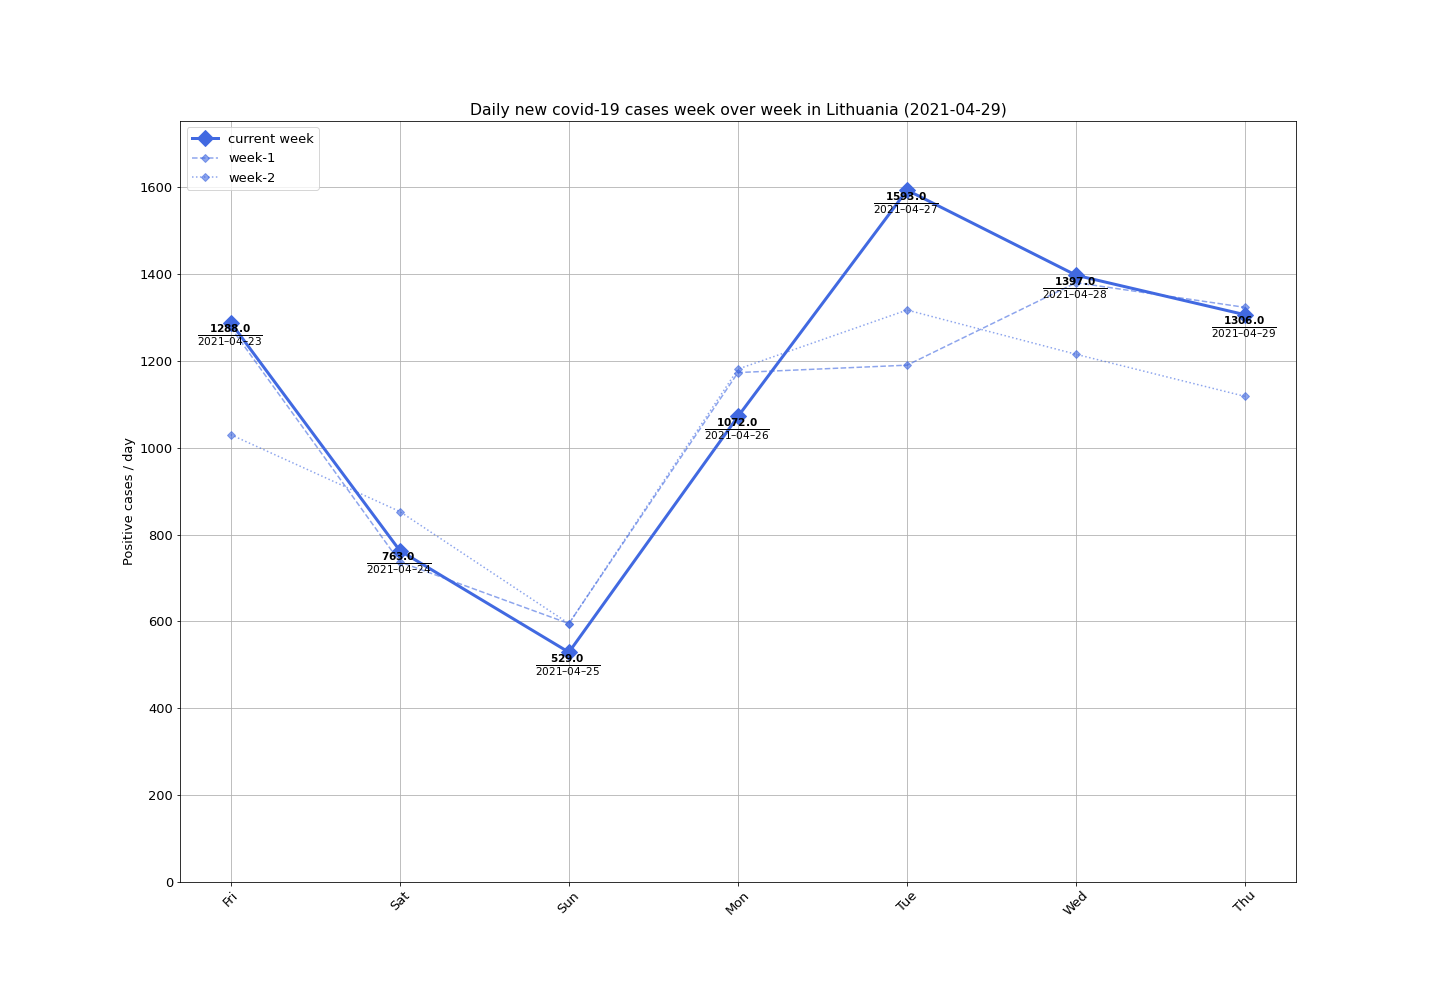 Daily new covid-19 cases week over week in Lithuania (2021-04-29)
current week
week-1
week-2
Positive cases / day
1600
1400
1200
1000
800
600
400
200
0
1288.0
2021-04-23
763.0
2021-04-24
529.0
2021-04-25
1072.0
2021-04-26
1593.0
2021-04-27
1397.0
2021-04-28
1306.0
2021-04-29
Fri
Sat
Sun
Mon
Tue
Wed
Thu